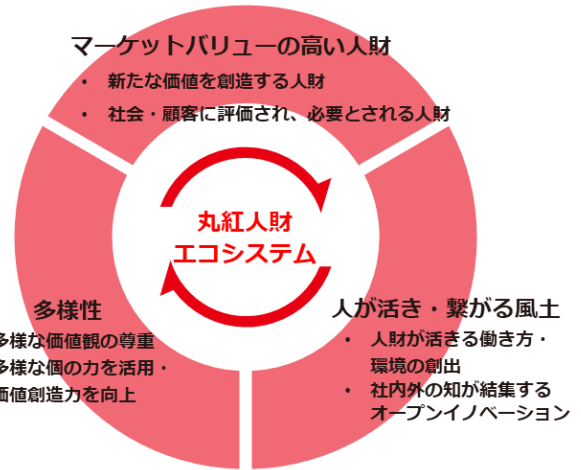 マーケットバリューの高い人財
• 新たな価値を創造する人財
• 社会・顧客に評価され、必要とされる人財
丸紅人財
エコシステム
多様性
多様な価値観の尊重
多様な個の力を活用・
価値創造力を向上
人が活き・繋がる風土
• 人財が活きる働き方・
環境の創出
• 社内外の知が結集する
オープンイノベーション